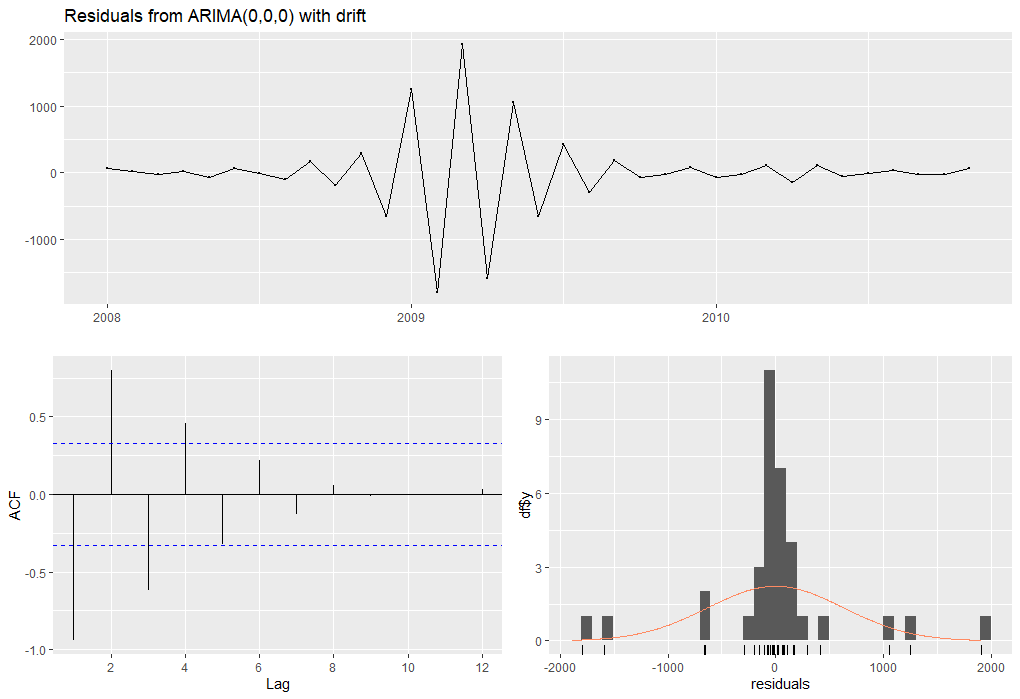 Residuals from ARIMA(0,0,0) with drift
2000
1000
0
-1000
2008 2009 2010
ACF
0.5
0.0
-0.5
-1.0
2 4 6 8 10 12
Lag
df$y
9
6
3
0
-2000 -1000 0 1000 2000
residuals